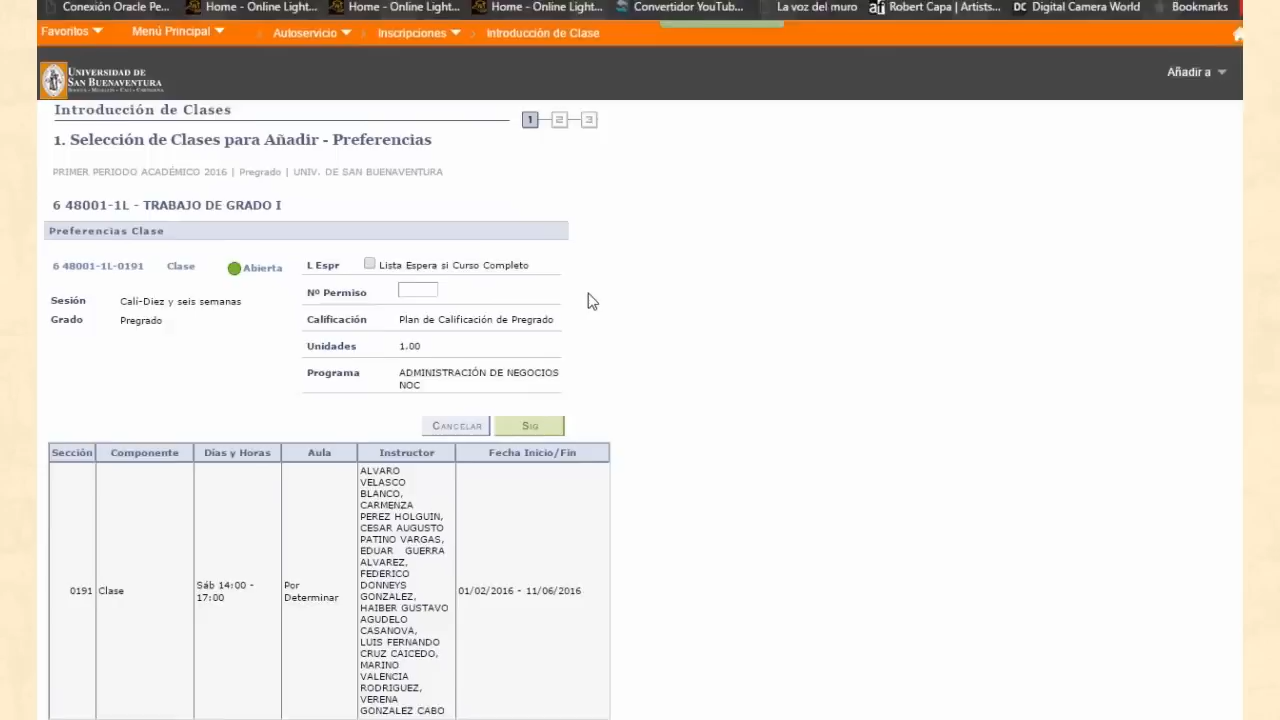 Conexión Oracle Pe... Home - Online Light... Home - Online Light... Home - Online Light... Convertidor YouTub... La voz del muro Robert Capa | Artists... DC Digital Camera World Bookmarks
Favoritos Menú Principal Autoservicio Inscripciones Introducción de Clase
UNIVERSIDAD DE
SAN BUENAVENTURA
Añadir a
Introducción de Clases
1 2 3
1. Selección de Clases para Añadir - Preferencias
PRIMER PERIODO ACADÉMICO 2016 | Pregrado | UNIV. DE SAN BUENAVENTURA
6 48001-1L - TRABAJO DE GRADO I
Preferencias Clase
6 48001-1L-0191 Clase Abierta
L Espr Lista Espera si Curso Completo
Nº Permiso
Sesión Cali-Diez y seis semanas
Grado Pregrado
Calificación Plan de Calificación de Pregrado
Unidades 1.00
Programa ADMINISTRACIÓN DE NEGOCIOS
NOC
CANCELAR SIG
Sección Componente Días y Horas Aula Instructor Fecha Inicio/Fin
0191 Clase
Sáb 14:00 -
17:00
Por
Determinar
ALVARO
VELASCO
BLANCO,
CARMENZA
PEREZ HOLGUIN,
CESAR AUGUSTO
PATINO VARGAS,
EDUAR GUERRA
ALVAREZ,
FEDERICO
DONNEYS
GONZALEZ,
HAIBER GUSTAVO
AGUDELO
CASANOVA,
LUIS FERNANDO
CRUZ CAICEDO,
MARINO
VALENCIA
RODRIGUEZ,
VERENA
GONZALEZ CABO
01/02/2016 - 11/06/2016